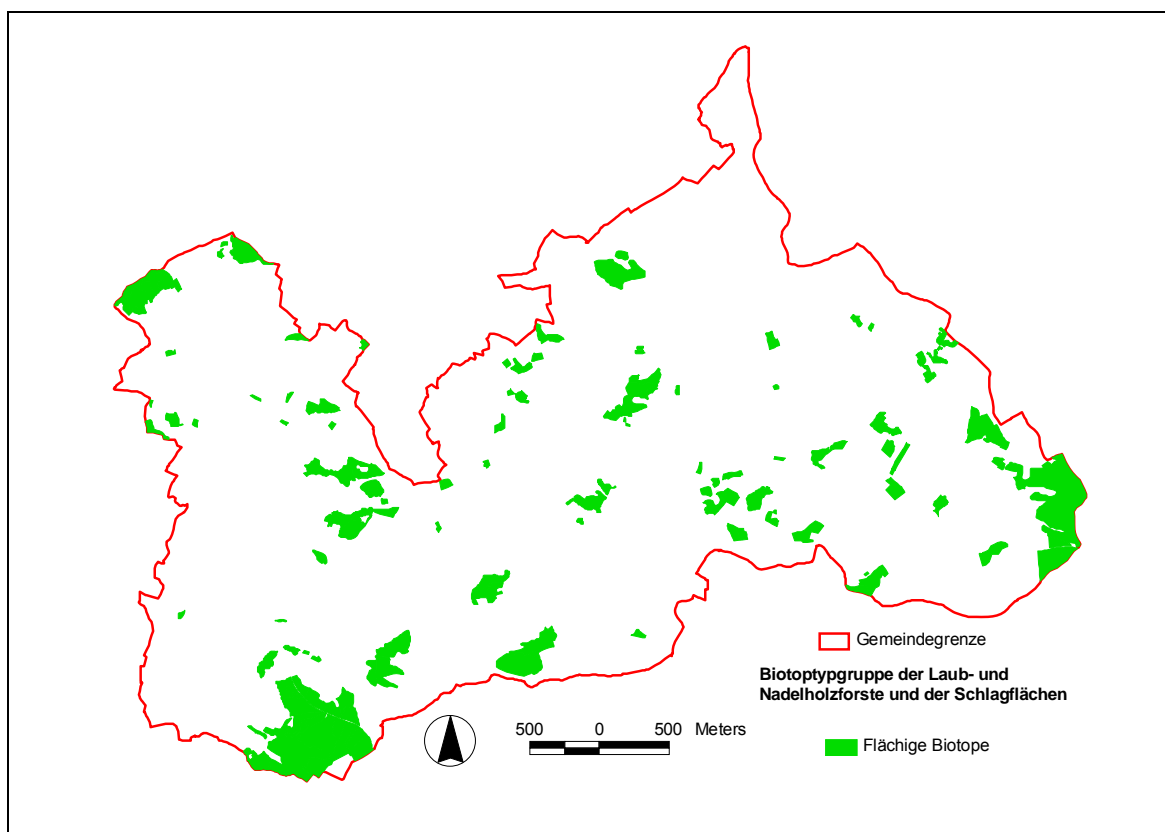 Gemeindegrenze
Biotoptypgruppe der Laub- und
Nadelholzforste und der Schlagflächen
500 0 500 Meters
Flächige Biotope